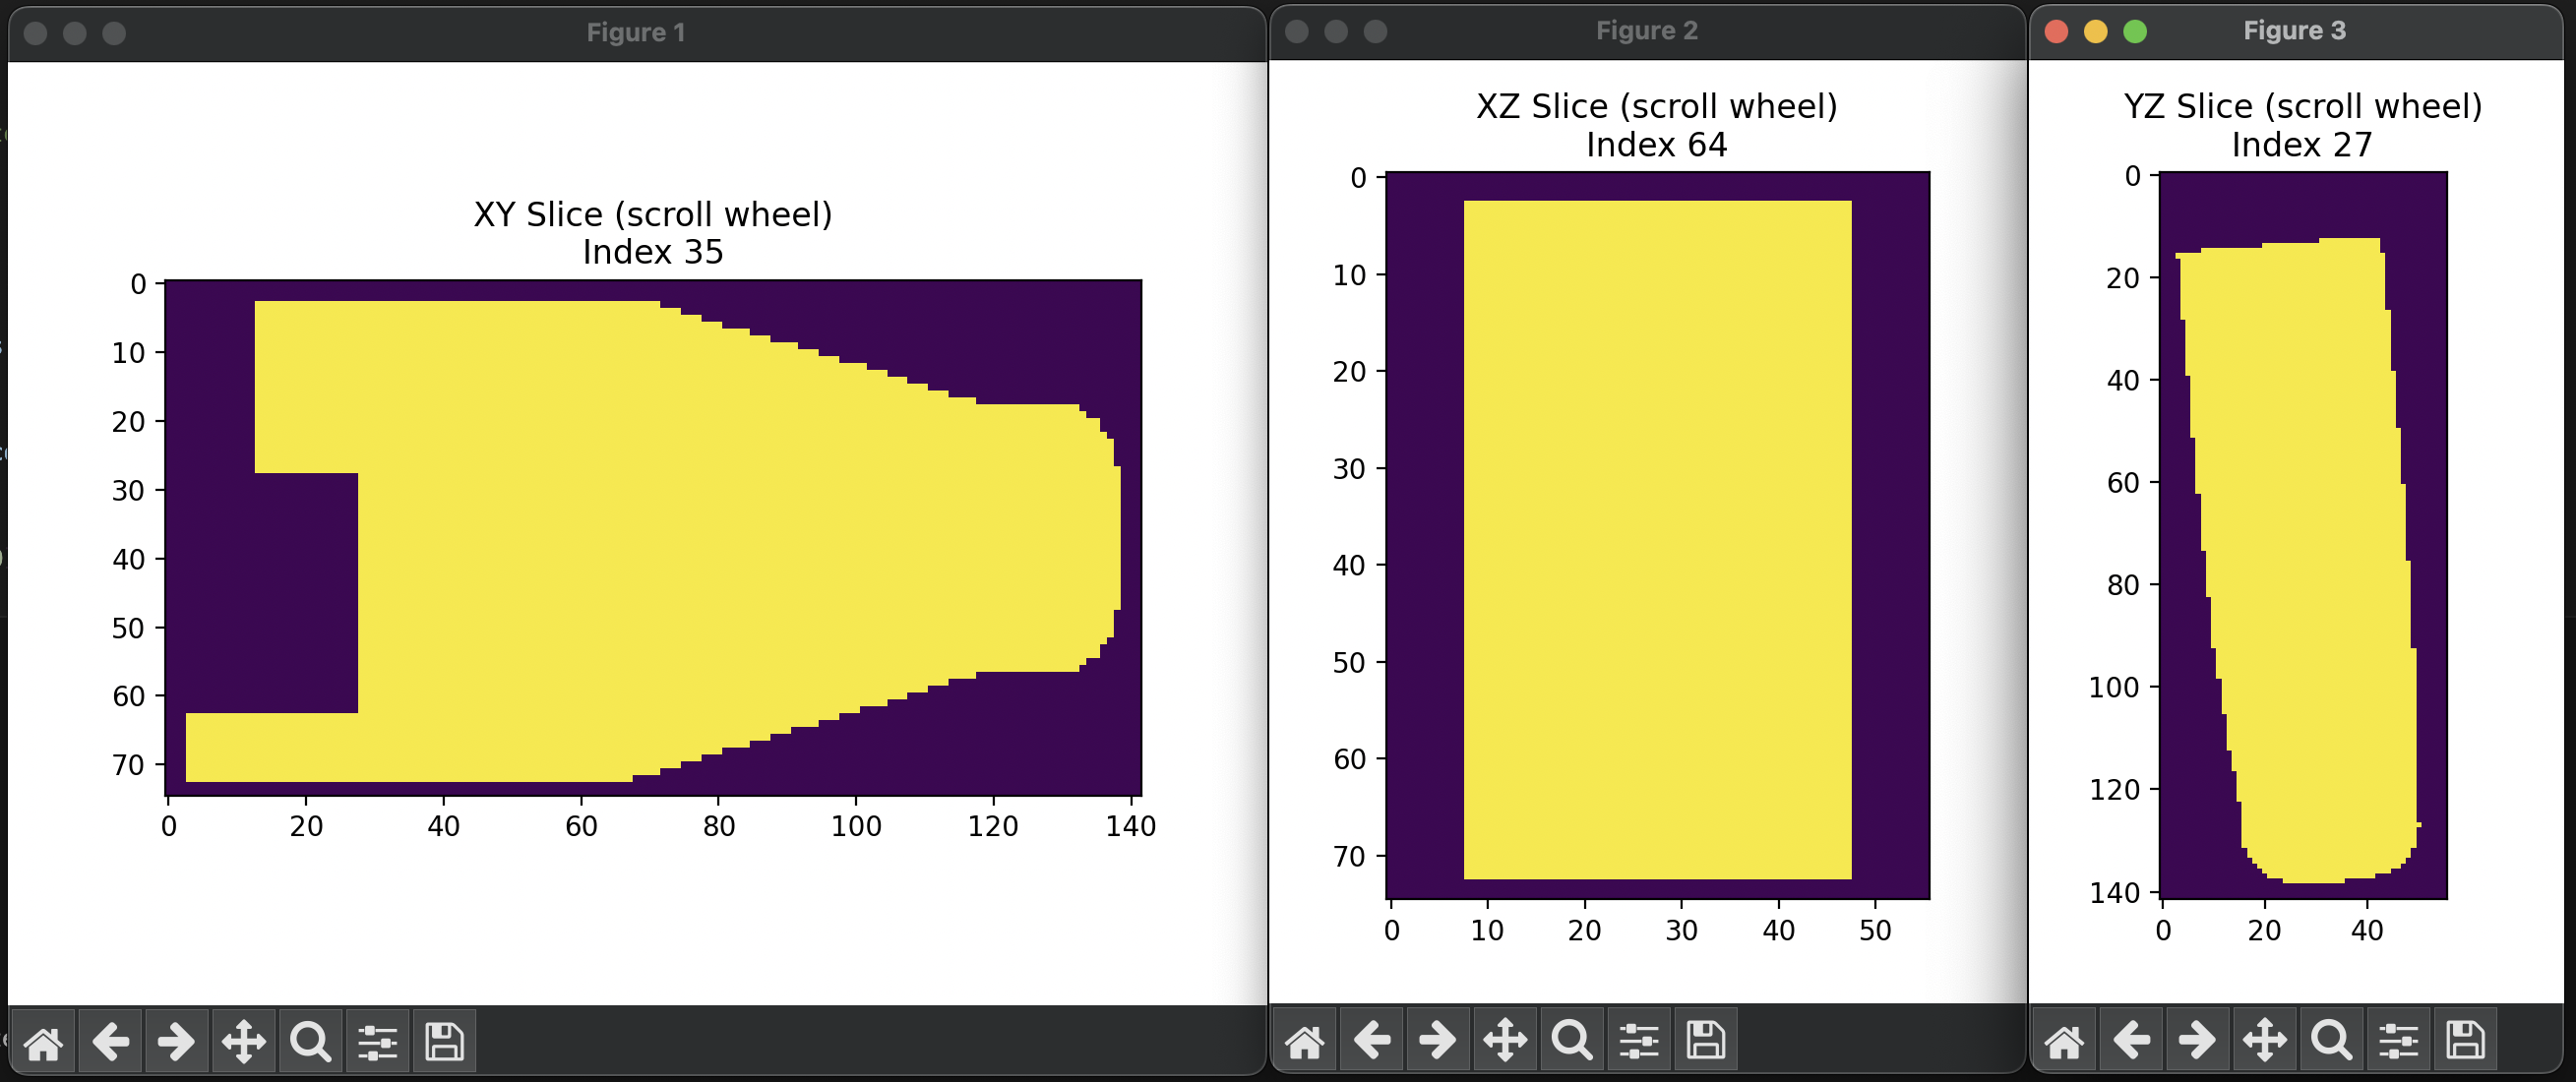 Figure 1
XY Slice (scroll wheel)
Index 35
0
10
20
30
40
50
60
70
0 20 40 60 80 100 120 140
Figure 2
XZ Slice (scroll wheel)
Index 64
0
10
20
30
40
50
60
70
0 10 20 30 40 50
Figure 3
YZ Slice (scroll wheel)
Index 27
0
20
40
60
80
100
120
140
0 20 40